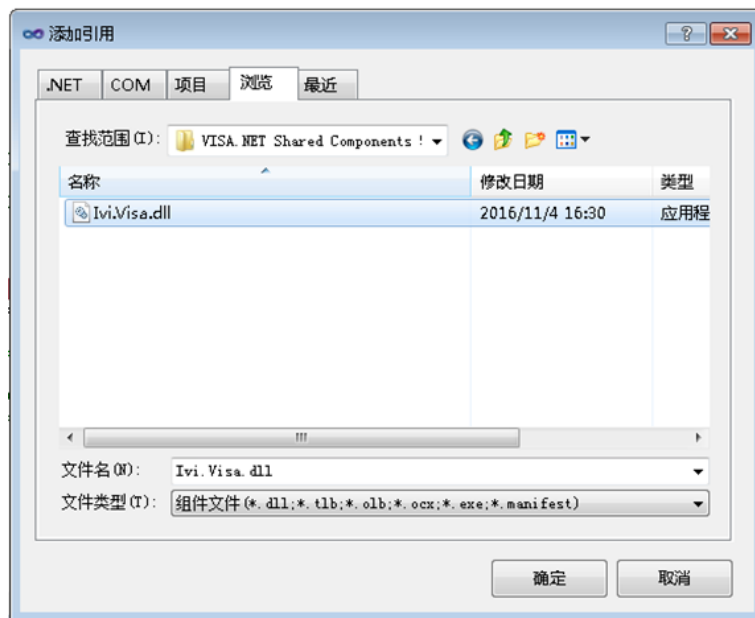 添加引用
.NET COM 项目 浏览 最近
查找范围(I): VISA.NET Shared Components !
名称 修改日期 类型
Ivi.Visa.dll 2016/11/4 16:30 应用程
文件名(N): Ivi.Visa.dll
文件类型(T): 组件文件(*.dll;*.tlb;*.olb;*.ocx;*.exe;*.manifest)
确定 取消